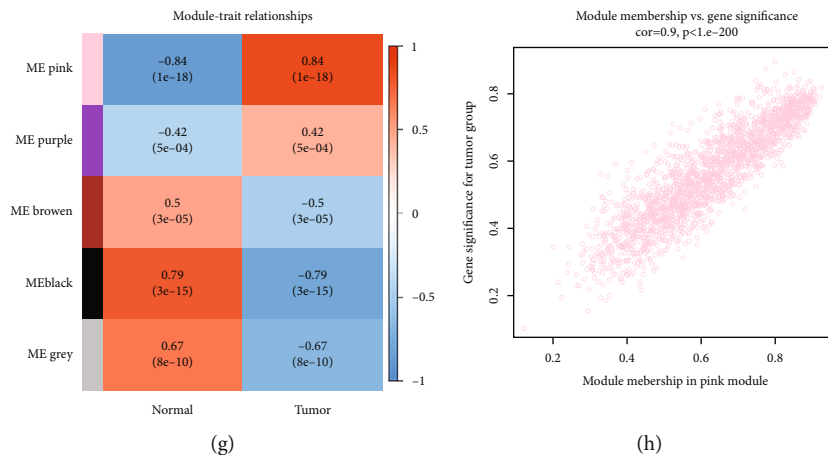 Module-trait relationships
ME pink
−0.84
(1e−18)
0.84
(1e−18)
ME purple
−0.42
(5e−04)
0.42
(5e−04)
ME browen
0.5
(3e−05)
−0.5
(3e−05)
MEblack
0.79
(3e−15)
−0.79
(3e−15)
ME grey
0.67
(8e−10)
−0.67
(8e−10)
Normal
Tumor
1
0.5
0
−0.5
−1
(g)
Module membership vs. gene significance
cor=0.9, p<1.e−200
Gene significance for tumor group
0.8
0.6
0.4
0.2
0.2
0.4
0.6
0.8
Module mebership in pink module
(h)